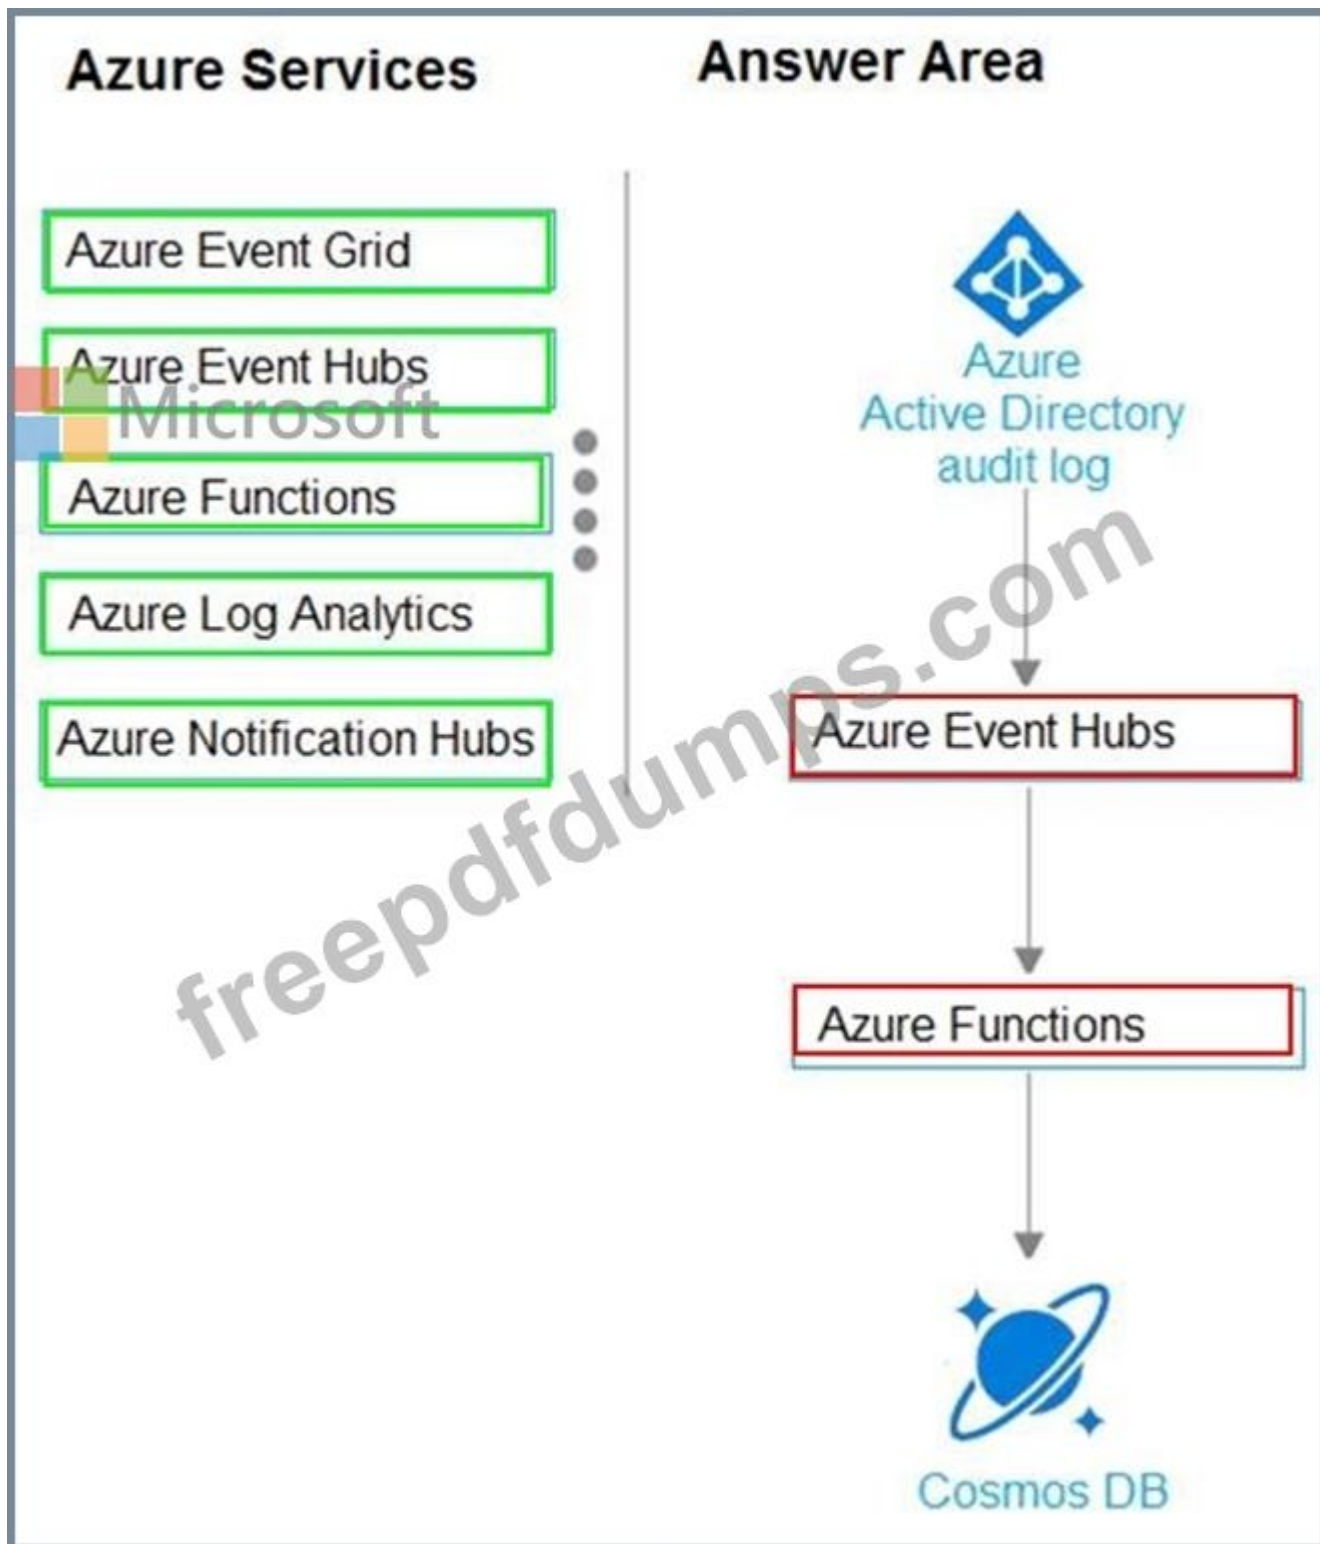 Azure Services
Azure Event Grid
Azure Event Hubs
Microsoft
Azure Functions
Azure Log Analytics
Azure Notification Hubs
Answer Area
Azure
Active Directory
audit log
Azure Event Hubs
Azure Functions
Cosmos DB
freepdfdumps.com